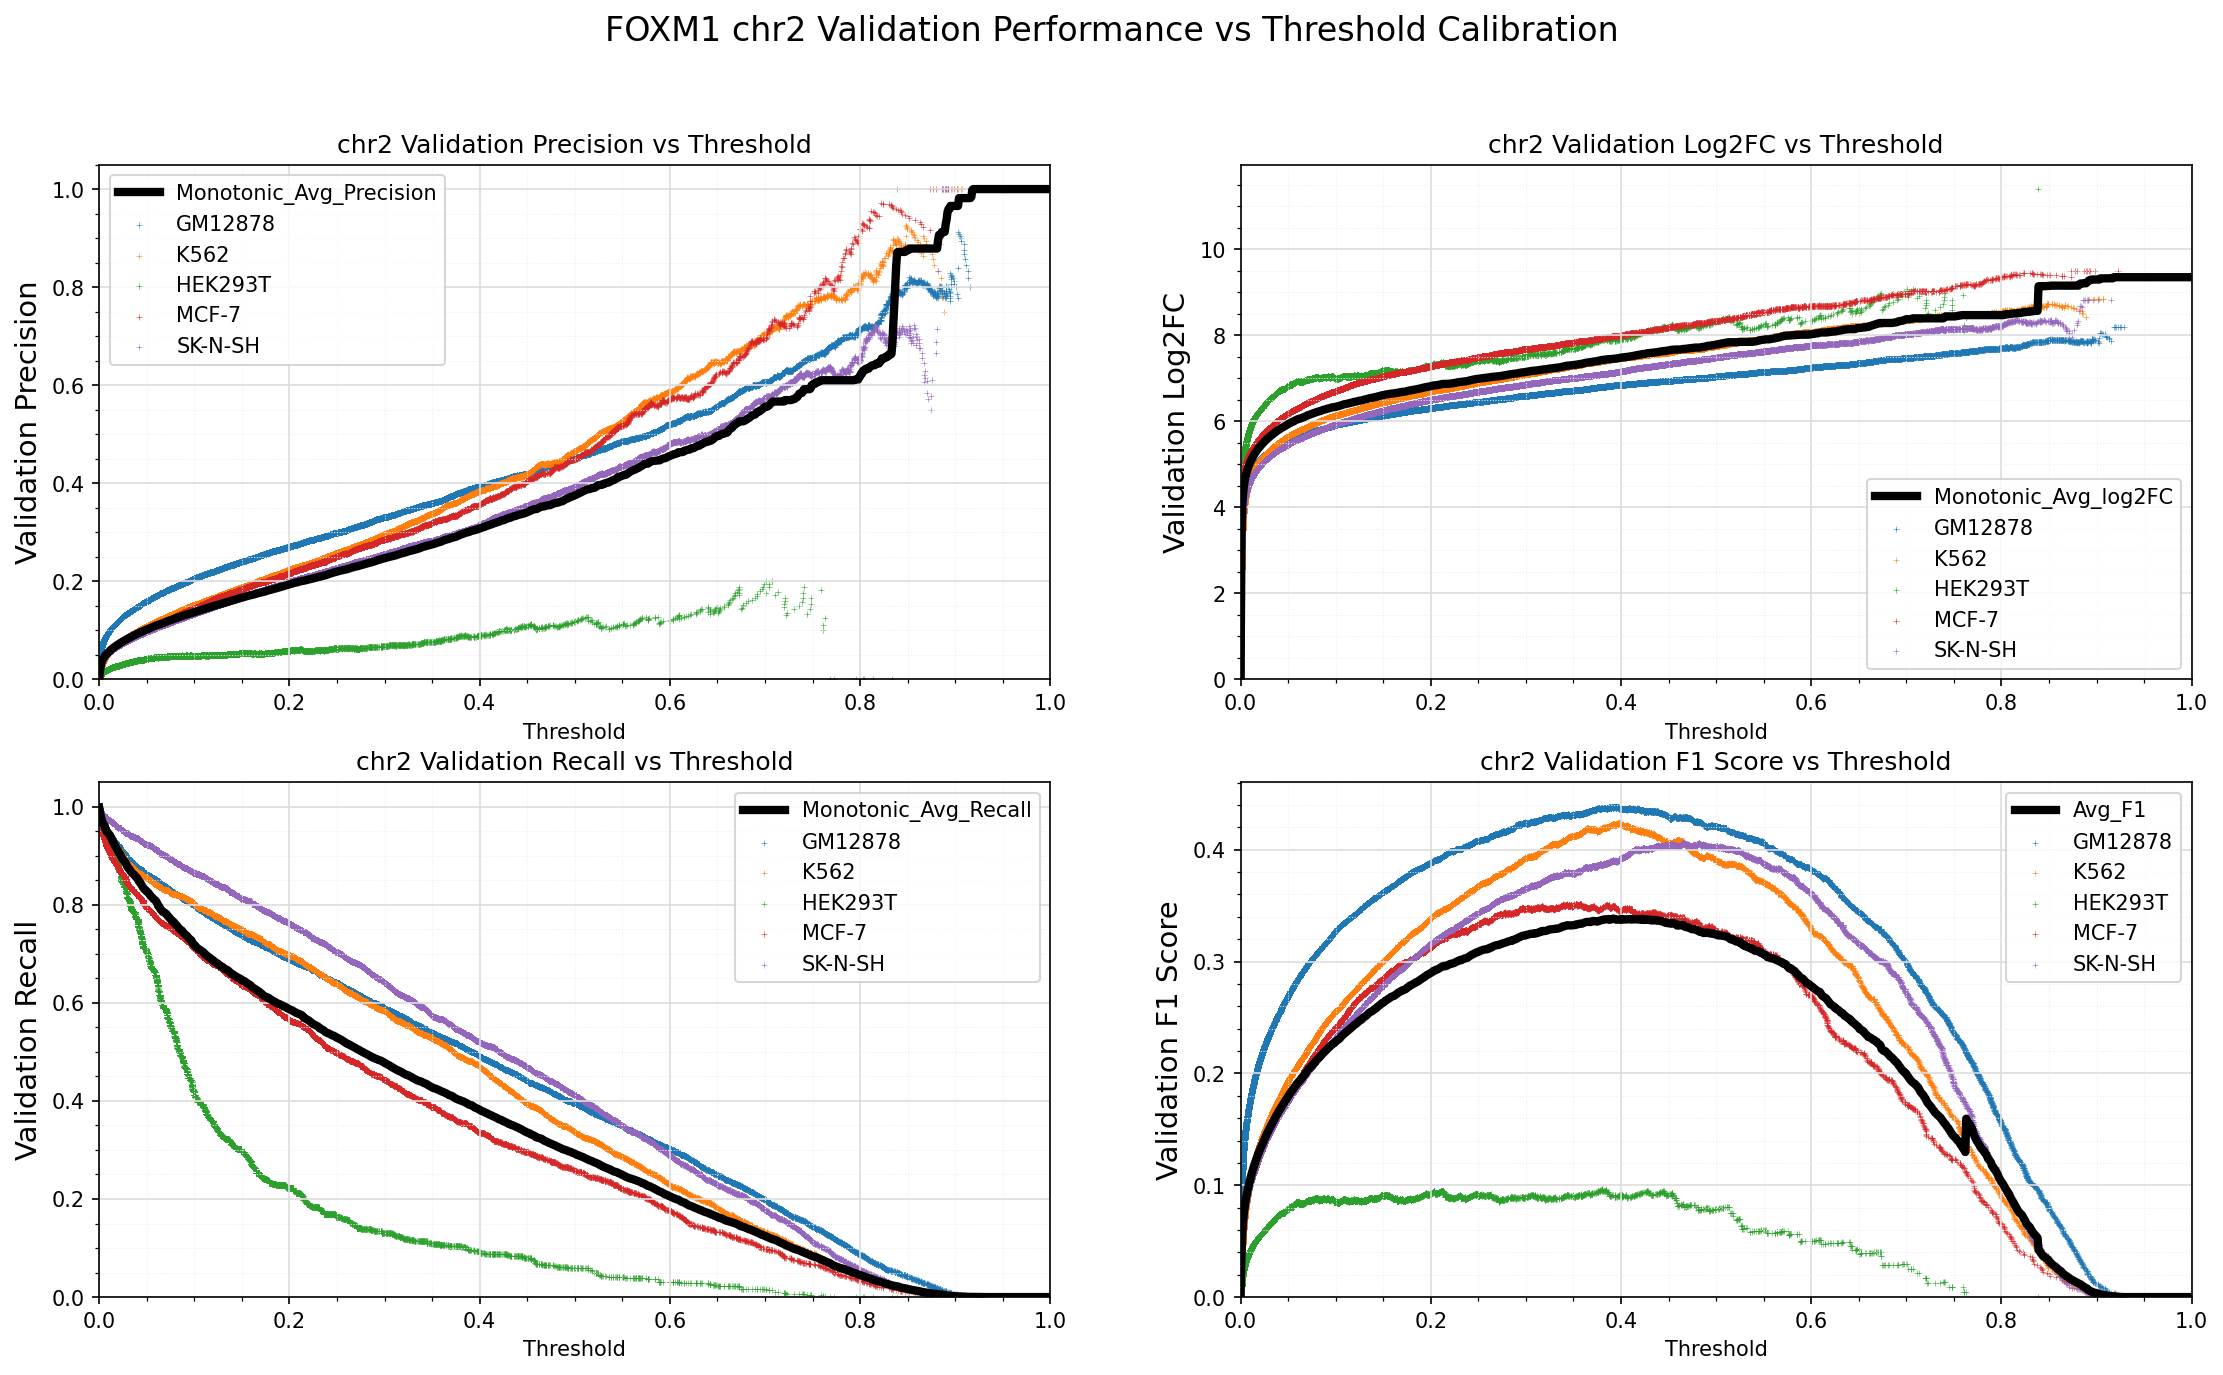 FOXM1 chr2 Validation Performance vs Threshold Calibration
chr2 Validation Precision vs Threshold
Validation Precision
1.0
0.8
0.6
0.4
0.2
0.0
Monotonic_Avg_Precision
GM12878
K562
HEK293T
MCF-7
SK-N-SH
0.0 0.2 0.4 0.6 0.8 1.0
Threshold
chr2 Validation Log2FC vs Threshold
Validation Log2FC
10
8
6
4
2
0
Monotonic_Avg_log2FC
GM12878
K562
HEK293T
MCF-7
SK-N-SH
0.0 0.2 0.4 0.6 0.8 1.0
Threshold
chr2 Validation Recall vs Threshold
Validation Recall
1.0
0.8
0.6
0.4
0.2
0.0
Monotonic_Avg_Recall
GM12878
K562
HEK293T
MCF-7
SK-N-SH
0.0 0.2 0.4 0.6 0.8 1.0
Threshold
chr2 Validation F1 Score vs Threshold
Validation F1 Score
0.4
0.3
0.2
0.1
0.0
Avg_F1
GM12878
K562
HEK293T
MCF-7
SK-N-SH
0.0 0.2 0.4 0.6 0.8 1.0
Threshold